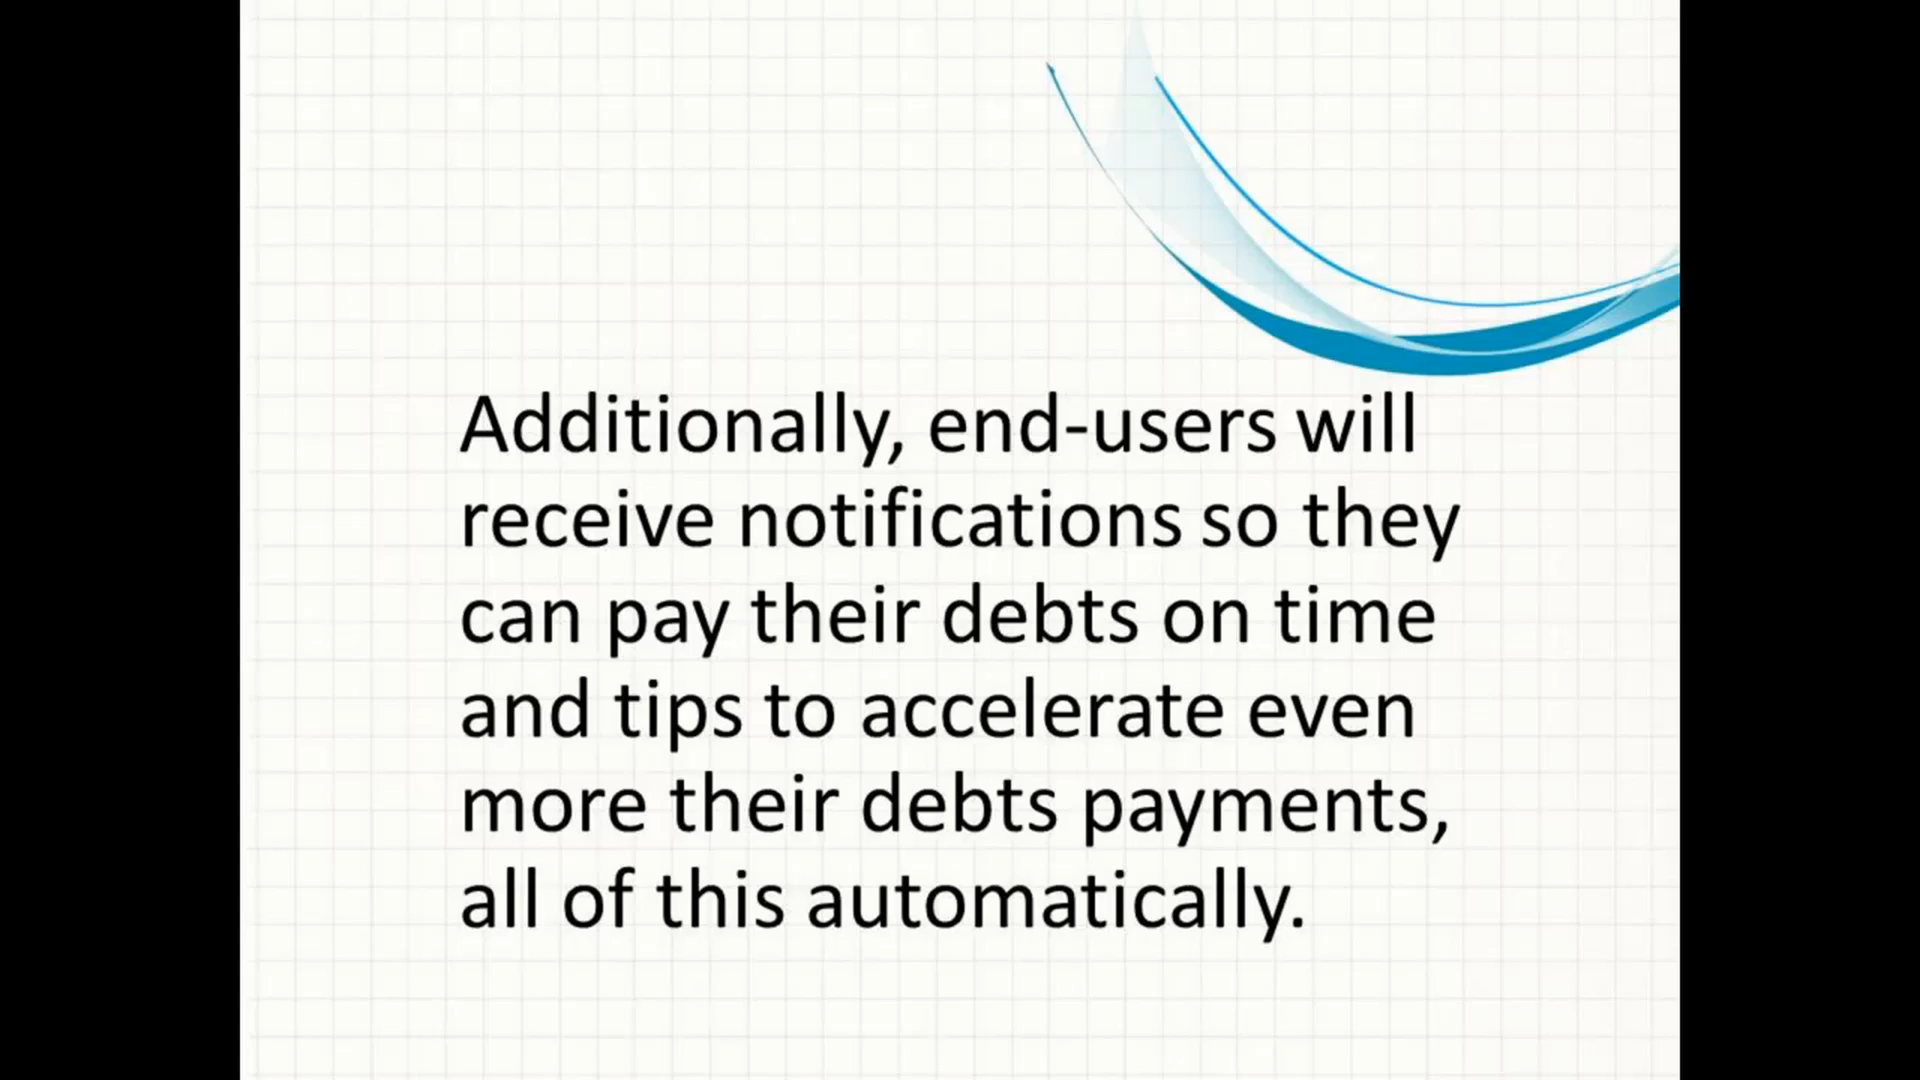 Additionally, end-users will
receive notifications so they
can pay their debts on time
and tips to accelerate even
more their debts payments,
all of this automatically.